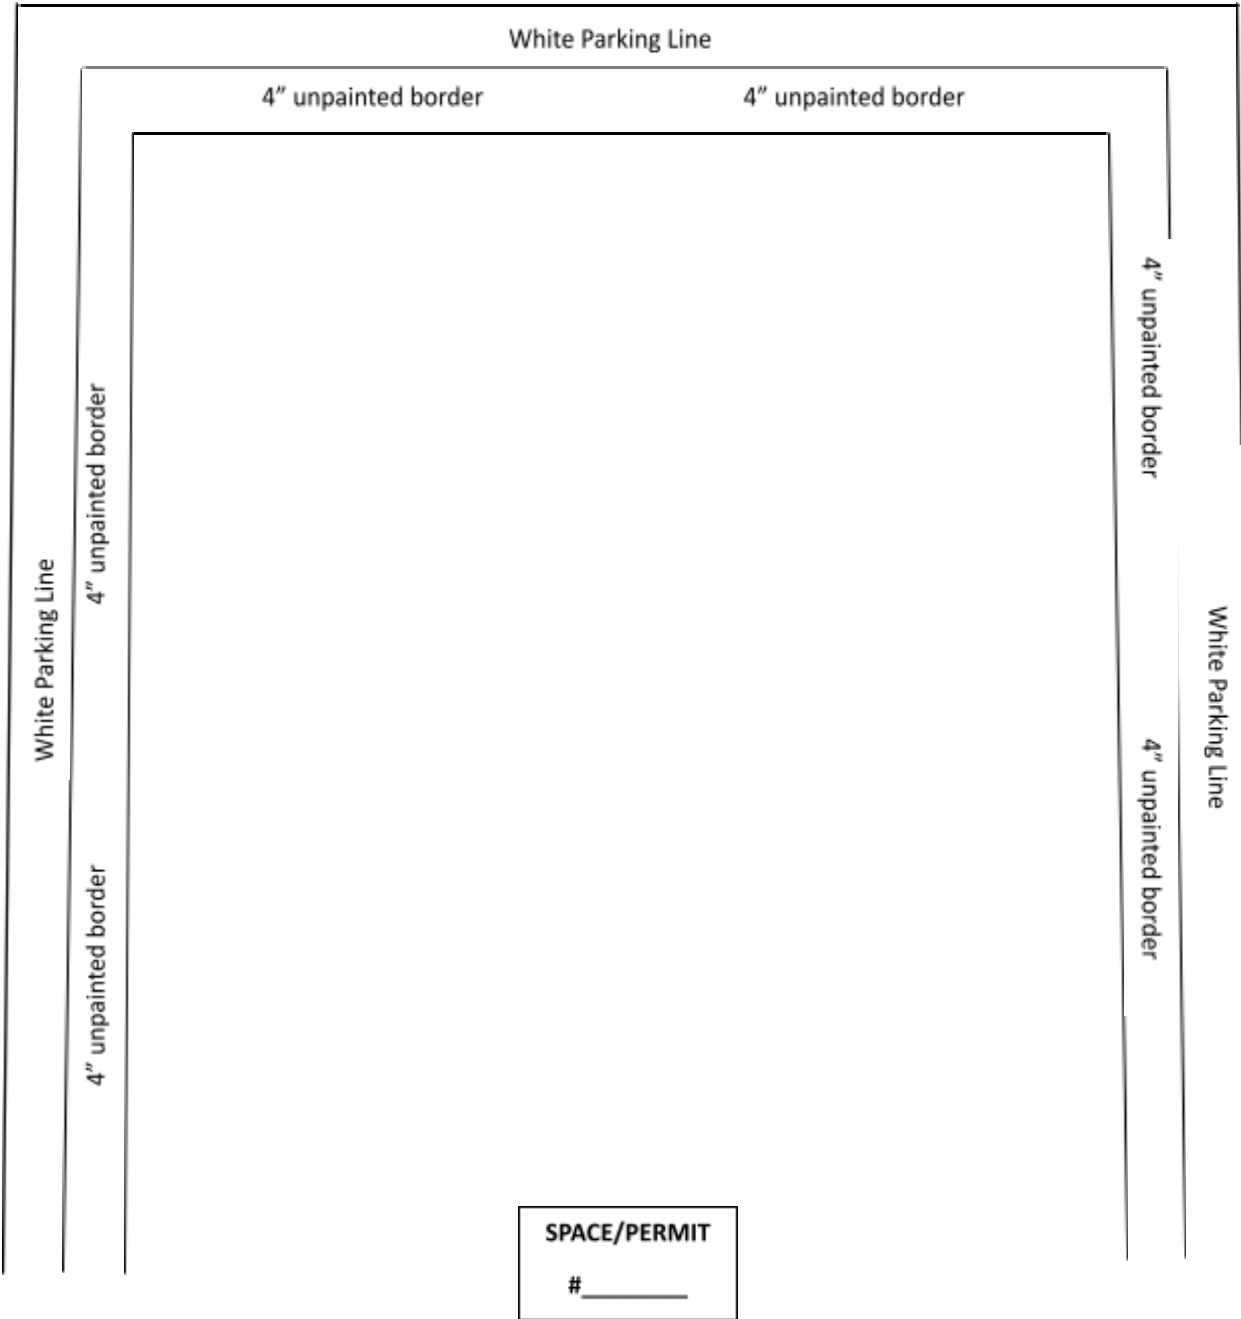 White Parking Line
4” unpainted border
4” unpainted border
4” unpainted border
4” unpainted border
White Parking Line
White Parking Line
4” unpainted border
4” unpainted border
SPACE/PERMIT
#_________